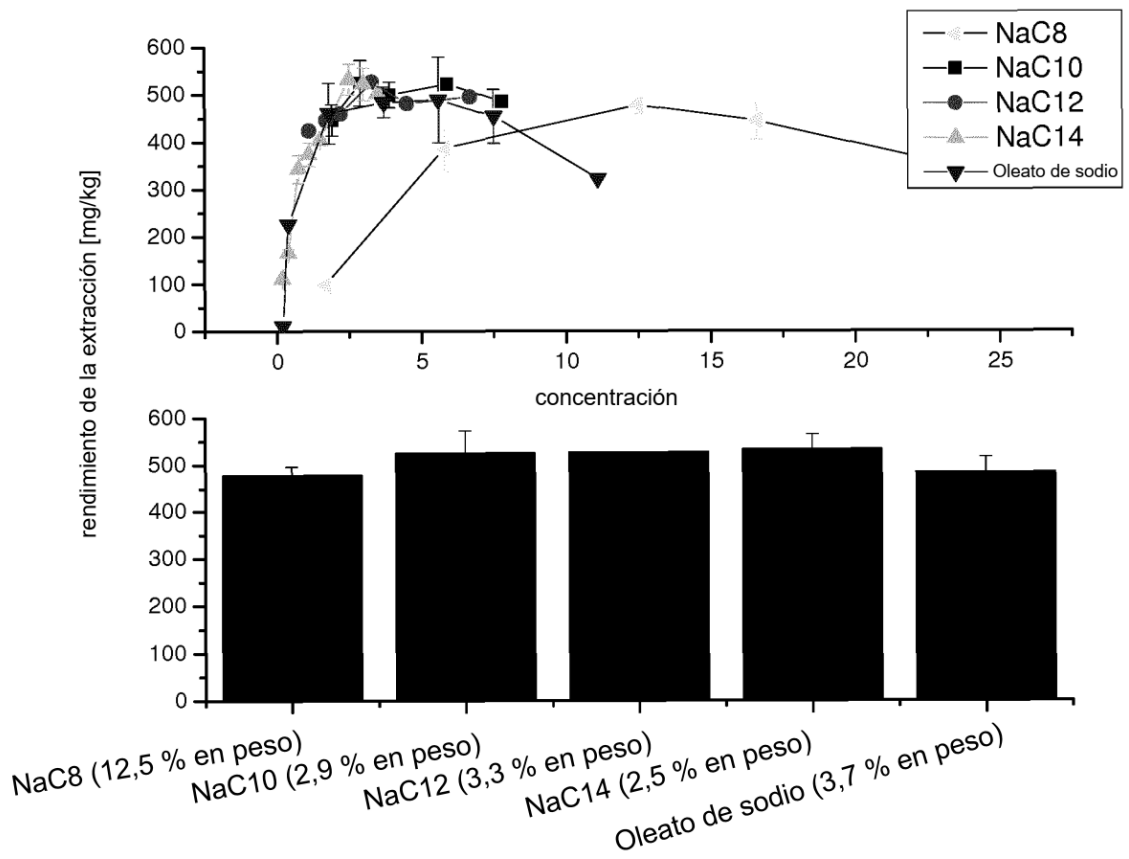 NaC8
NaC10
NaC12
NaC14
Oleato de sodio
600
500
400
300
200
100
0
0 5 10 15 20 25
concentración
rendimiento de la extracción [mg/kg]
600
500
400
300
200
100
0
NaC8 (12,5 % en peso)
NaC10 (2,9 % en peso)
NaC12 (3,3 % en peso)
NaC14 (2,5 % en peso)
Oleato de sodio (3,7 % en peso)